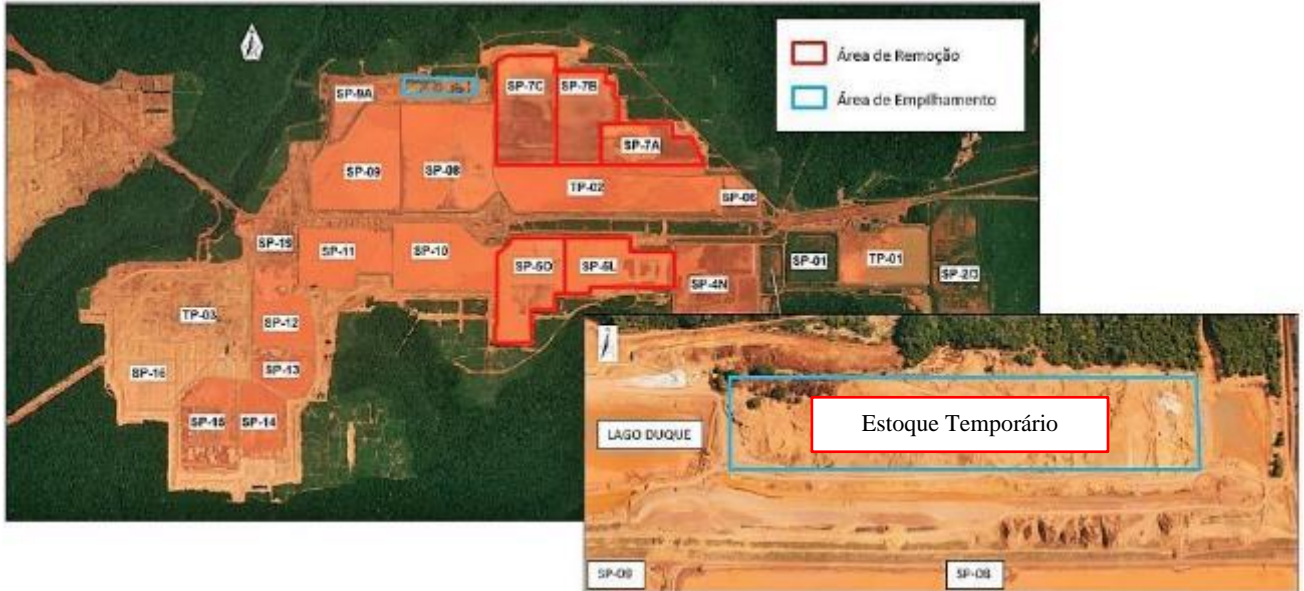 Área de Remoção
Área de Empilhamento
SP-9A
SP-7C
SP-7B
SP-7A
SP-09
SP-08
TP-02
SP-06
SP-19
SP-11
SP-10
SP-5O
SP-5L
SP-4N
SP-01
TP-01
SP-2/3
TP-03
SP-12
SP-16
SP-13
SP-15
SP-14
LAGO DUQUE
Estoque Temporário
SP-09
SP-08